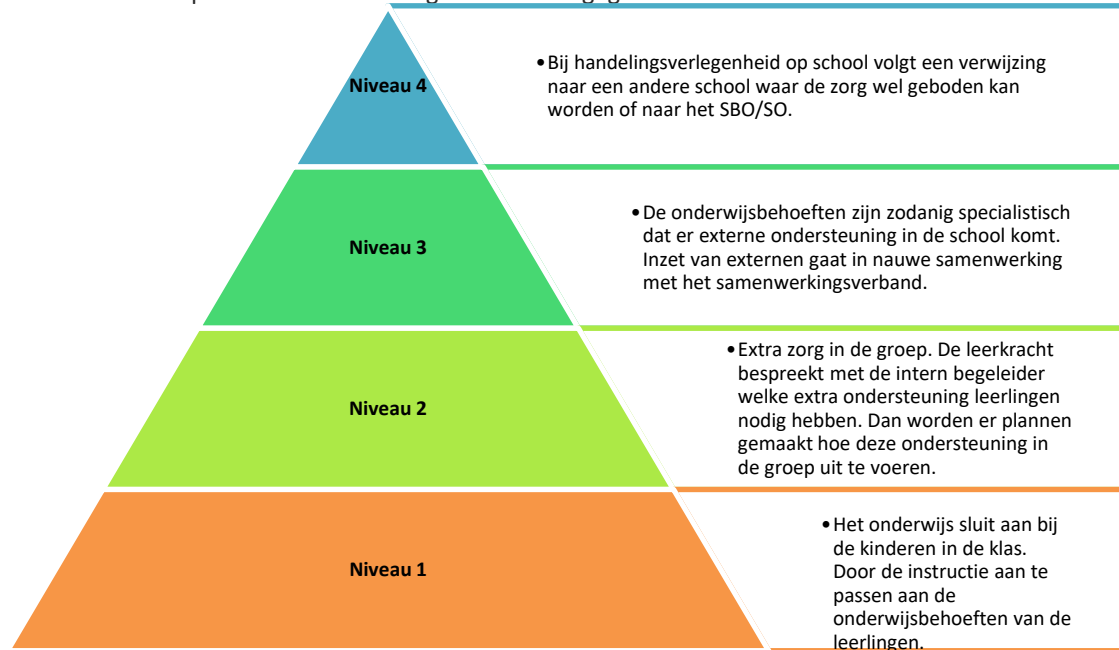 Niveau 4
•Bij handelingsverlegenheid op school volgt een verwijzing
naar een andere school waar de zorg wel geboden kan
worden of naar het SBO/SO.
Niveau 3
•De onderwijsbehoeften zijn zodanig specialistisch
dat er externe ondersteuning in de school komt.
Inzet van externen gaat in nauwe samenwerking
met het samenwerkingsverband.
Niveau 2
•Extra zorg in de groep. De leerkracht
bespreekt met de intern begeleider
welke extra ondersteuning leerlingen
nodig hebben. Dan worden er plannen
gemaakt hoe deze ondersteuning in
de groep uit te voeren.
Niveau 1
•Het onderwijs sluit aan bij
de kinderen in de klas.
Door de instructie aan te
passen aan de
onderwijsbehoeften van de
leerlingen.